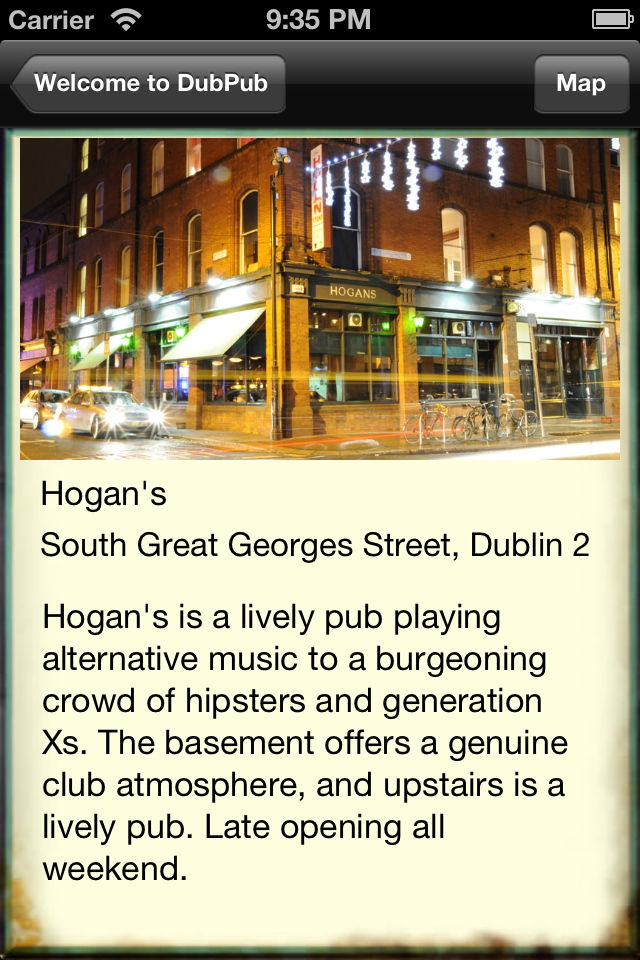 Carrier 9:35 PM
Welcome to DubPub Map
HOGANS
Hogan's
South Great Georges Street, Dublin 2
Hogan's is a lively pub playing
alternative music to a burgeoning
crowd of hipsters and generation
Xs. The basement offers a genuine
club atmosphere, and upstairs is a
lively pub. Late opening all
weekend.